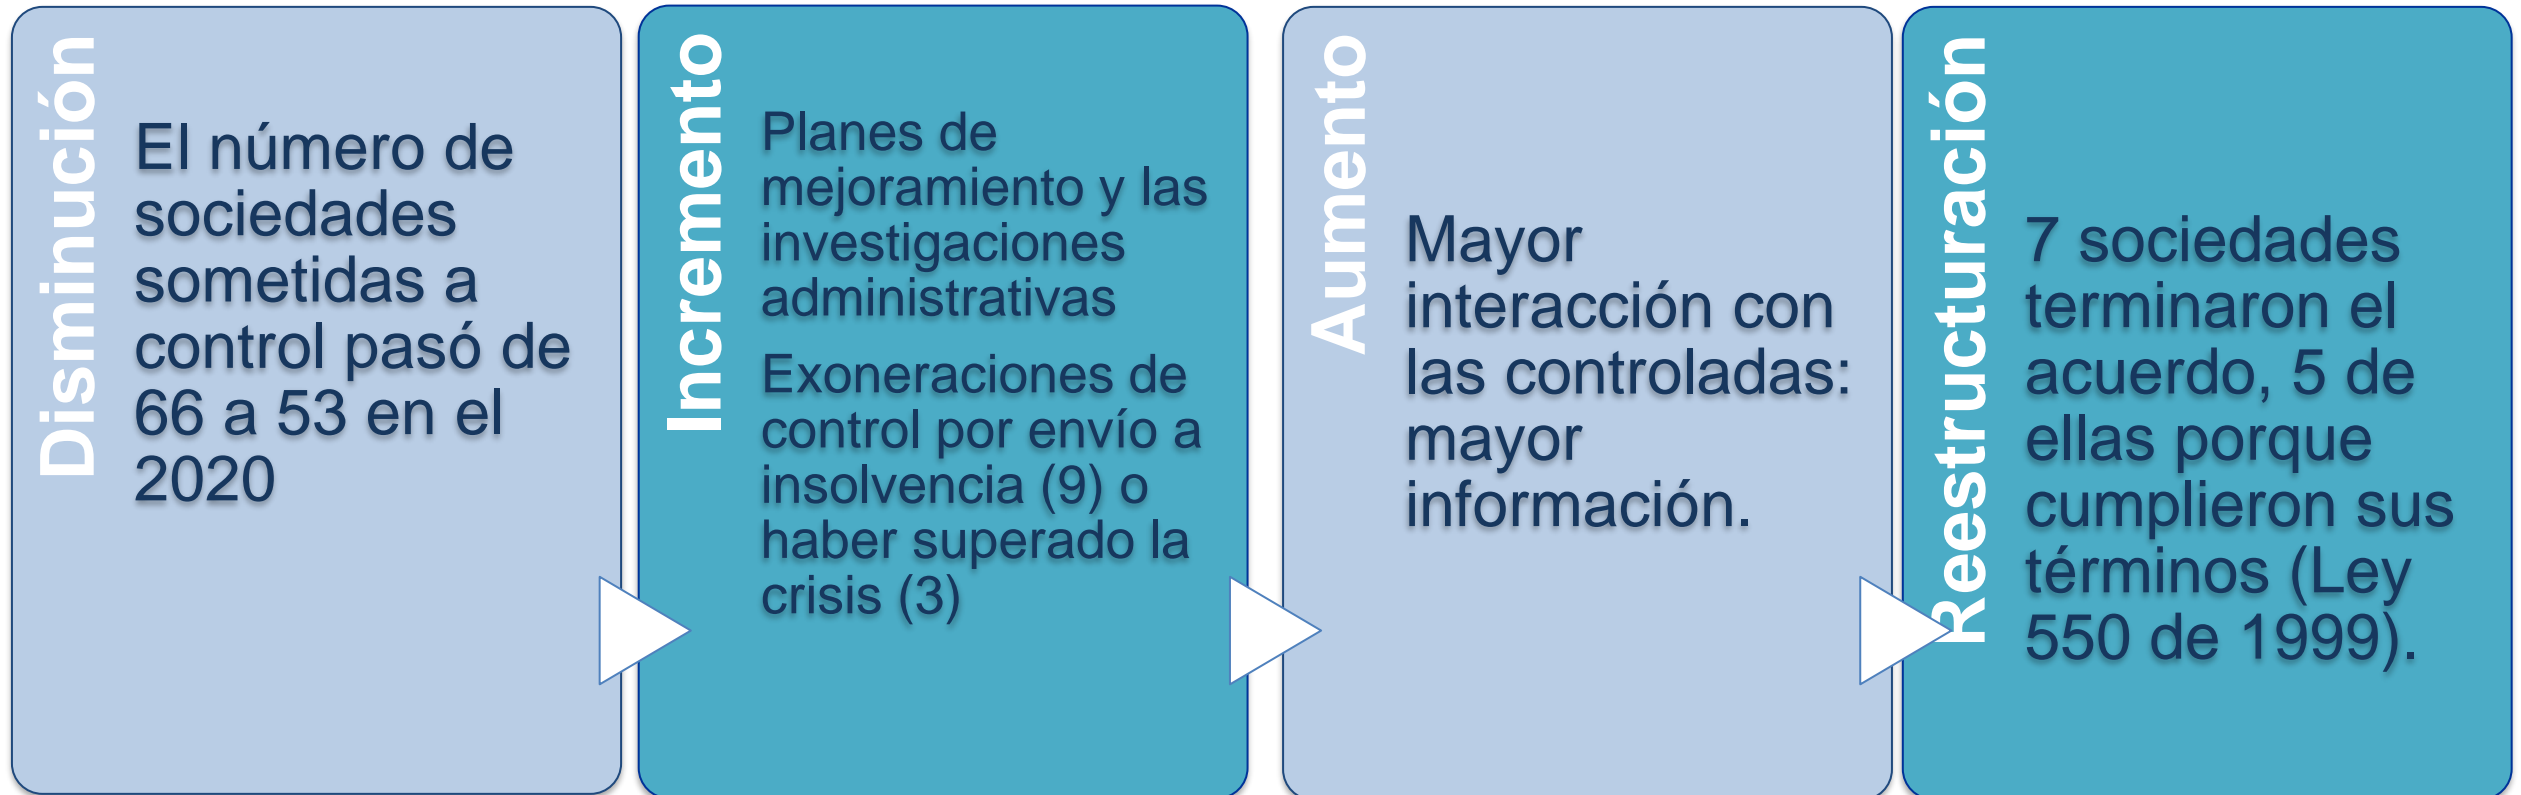 Disminución
El número de
sociedades
sometidas a
control pasó de
66 a 53 en el
2020
Incremento
Planes de
mejoramiento y las
investigaciones
administrativas
Exoneraciones de
control por envío a
insolvencia (9) o
haber superado la
crisis (3)
Aumento
Mayor
interacción con
las controladas:
mayor
información.
Reestructuración
7 sociedades
terminaron el
acuerdo, 5 de
ellas porque
cumplieron sus
términos (Ley
550 de 1999).